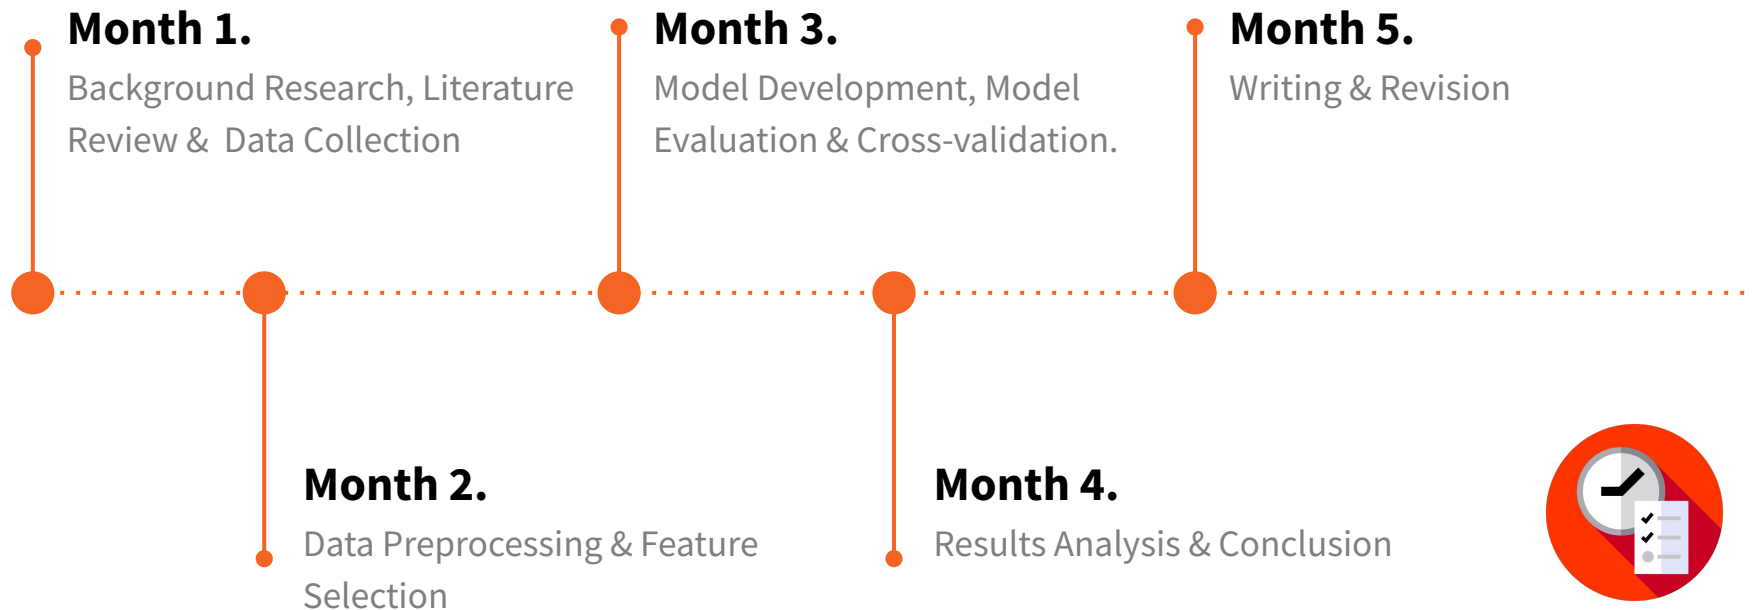 Month 1.
Background Research, Literature
Review &  Data Collection
Month 2.
Data Preprocessing & Feature
Selection
Month 3.
Model Development, Model
Evaluation & Cross-validation.
Month 4.
Results Analysis & Conclusion
Month 5.
Writing & Revision